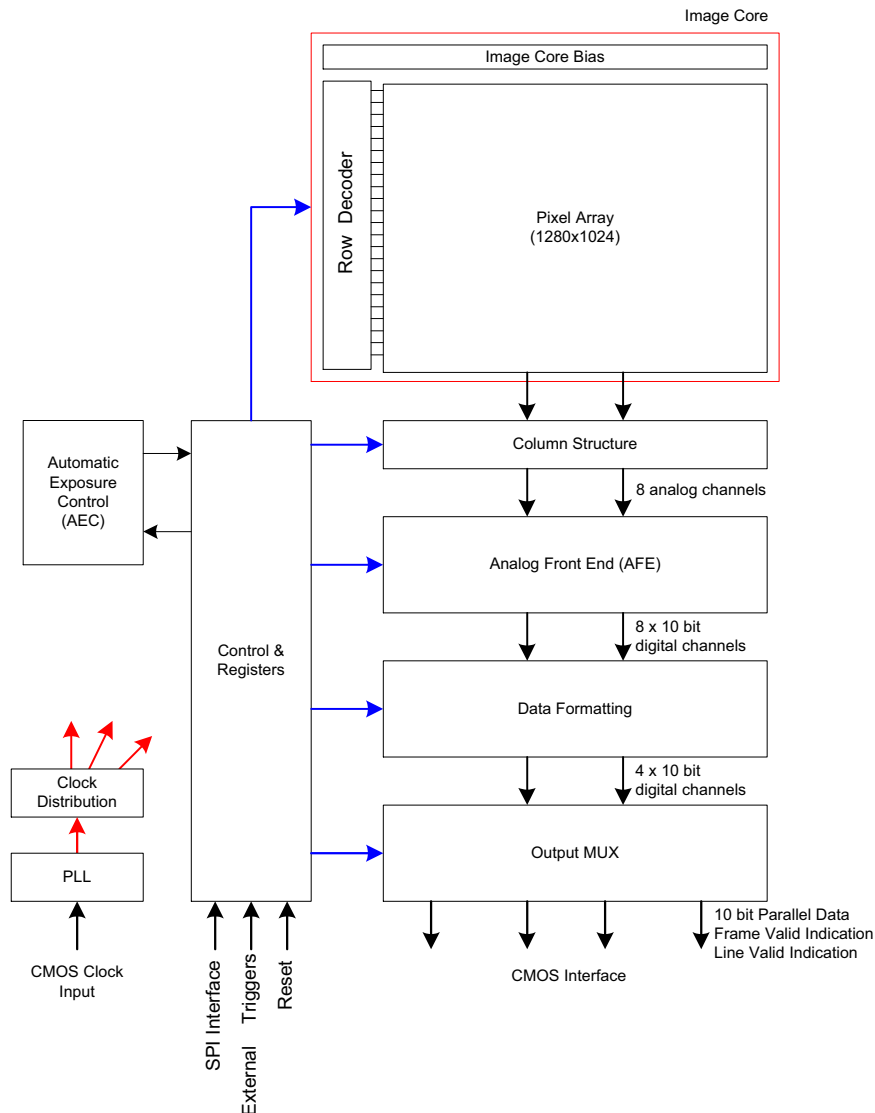 Image Core
Image Core Bias
Row Decoder
Pixel Array
(1280x1024)
Column Structure
8 analog channels
Automatic
Exposure
Control
(AEC)
Analog Front End (AFE)
8 x 10 bit
digital channels
Control &
Registers
Data Formatting
4 x 10 bit
digital channels
Clock
Distribution
Output MUX
PLL
10 bit Parallel Data
Frame Valid Indication
Line Valid Indication
CMOS Interface
CMOS Clock
Input
SPI Interface
External Triggers
Reset